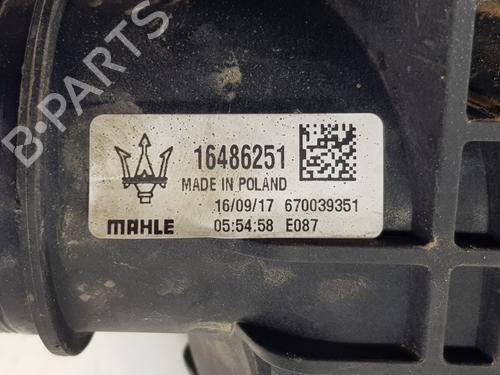 B-PARTS
16486251
MADE IN POLAND
16/09/17 670039351
MAHLE 05:54:58 E087